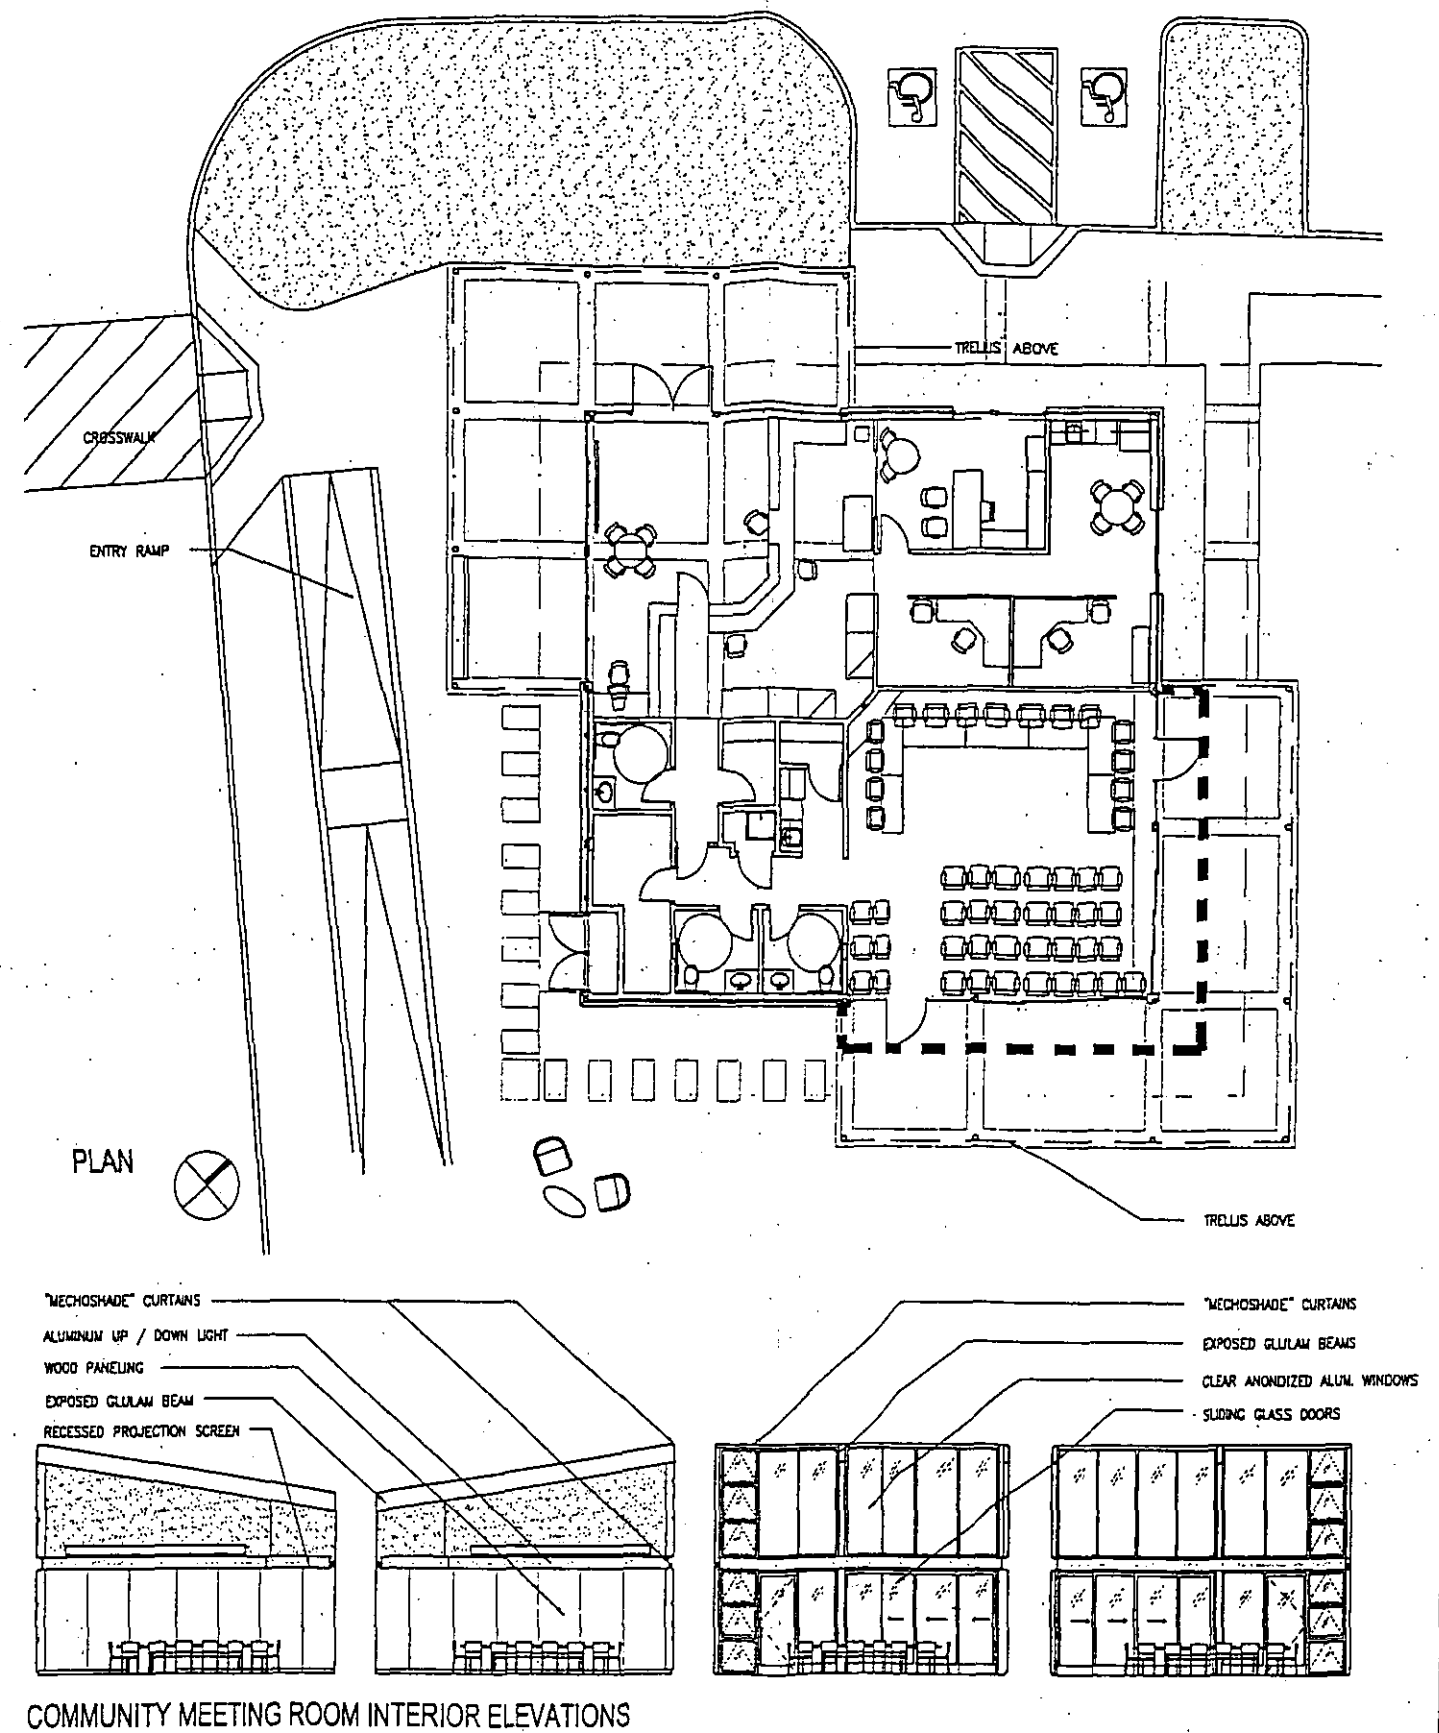 TRELLIS ABOVE
CROSSWALK
ENTRY RAMP
PLAN
TRELLIS ABOVE
"MECHOSHADE" CURTAINS
ALUMINUM UP / DOWN LIGHT
WOOD PANELING
EXPOSED GLULAM BEAM
RECESSED PROJECTION SCREEN
"MECHOSHADE" CURTAINS
EXPOSED GLULAM BEAMS
CLEAR ANONDIZED ALUM. WINDOWS
SLIDING GLASS DOORS
COMMUNITY MEETING ROOM INTERIOR ELEVATIONS